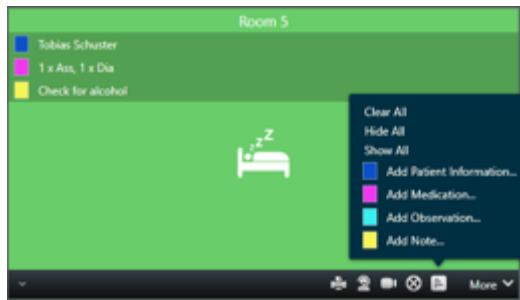 Room 5
Tobias Schuster
1 x Ass, 1 x Dia
Check for alcohol
zzZ
Clear All
Hide All
Show All
Add Patient Information...
Add Medication...
Add Observation...
Add Note...
More